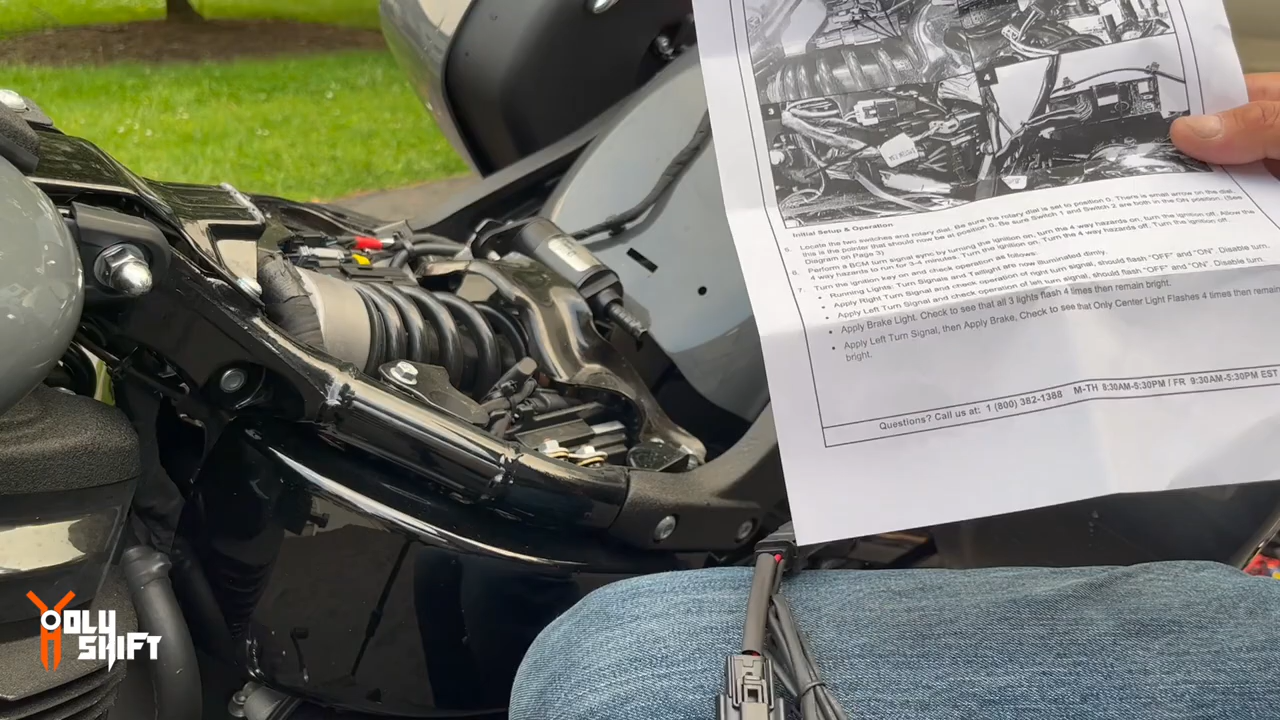 Initial Setup & Operation
5. Locate the two switches and rotary dial. Be sure the rotary dial is set to position 0. There is small arrow on the dial,
this is the pointer that should now be at position 0. Be sure Switch 1 and Switch 2 are both in the ON position. (See
Diagram on Page 3)
6. Perform a BCM turn signal sync by turning the ignition on, turn the 4 way hazards on, turn the ignition off. Allow the
4 way hazards to run for 3-4 minutes. Turn the ignition on. Turn the 4 way hazards off. Turn the ignition off.
7. Turn the ignition key on and check operation as follows:
• Running Lights: Turn Signals and Taillight are now illuminated dimly.
• Apply Right Turn Signal and check operation of right turn signal, should flash "OFF" and "ON". Disable turn.
• Apply Left Turn Signal and check operation of left turn signal, should flash "OFF" and "ON". Disable turn.
• Apply Brake Light. Check to see that all 3 lights flash 4 times then remain bright.
• Apply Left Turn Signal, then Apply Brake, Check to see that Only Center Light Flashes 4 times then remain
bright.
Questions? Call us at: 1 (800) 382-1388 M-TH 8:30AM-5:30PM / FR 9:30AM-5:30PM EST
4
YOLY
SHIFT